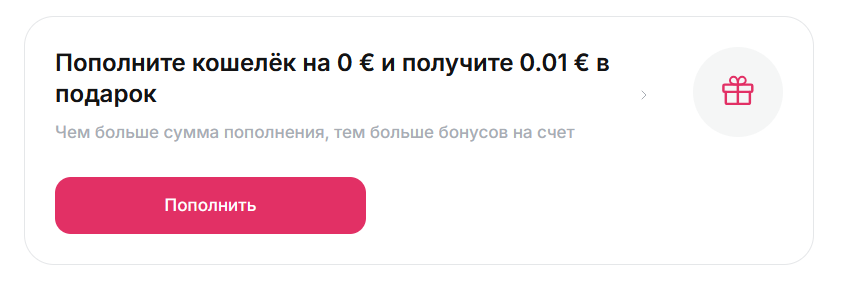 Пополните кошелёк на 0 € и получите 0.01 € в
подарок
Чем больше сумма пополнения, тем больше бонусов на счет
Пополнить